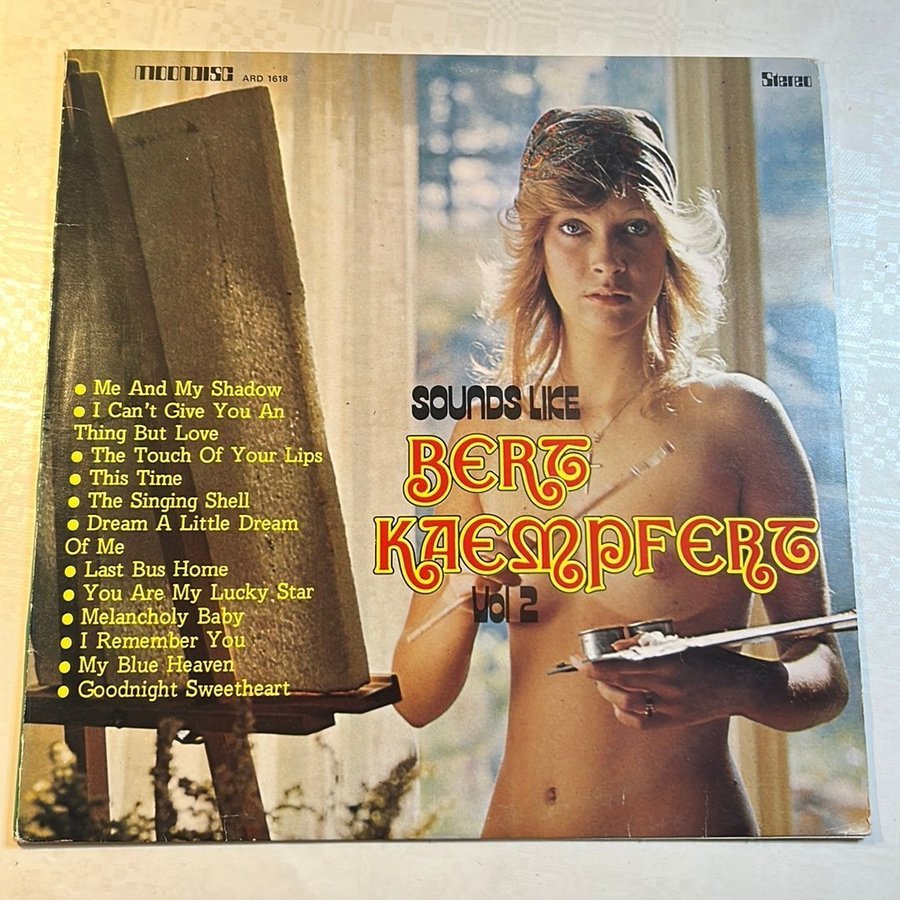 MOONDISC ARD 1618
Stereo
SOUNDS LIKE
BERT
KAEMPFERT
Vol 2
● Me And My Shadow
● I Can't Give You An
Thing But Love
● The Touch Of Your Lips
● This Time
● The Singing Shell
● Dream A Little Dream
Of Me
● Last Bus Home
● You Are My Lucky Star
● Melancholy Baby
● I Remember You
● My Blue Heaven
● Goodnight Sweetheart